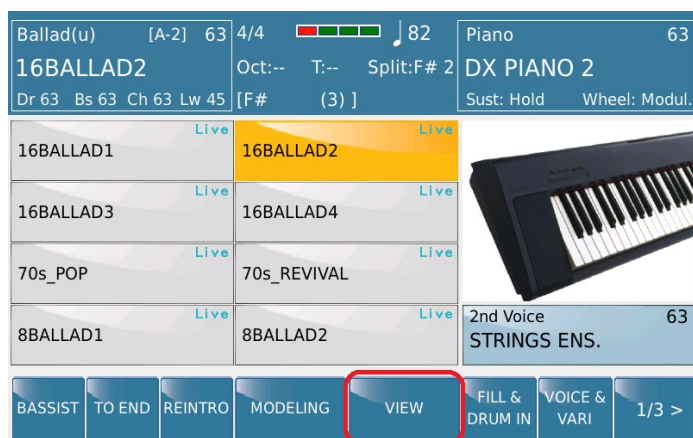 Ballad(u) [A-2] 63
16BALLAD2
Dr 63 Bs 63 Ch 63 Lw 45
4/4 82
Oct:-- T:-- Split:F# 2
[F# (3) ]
Piano 63
DX PIANO 2
Sust: Hold Wheel: Modul.
Live
16BALLAD1
Live
16BALLAD2
Live
16BALLAD3
Live
16BALLAD4
Live
70s_POP
Live
70s_REVIVAL
Live
8BALLAD1
Live
8BALLAD2
2nd Voice 63
STRINGS ENS.
BASSIST
TO END
REINTRO
MODELING
VIEW
FILL &
DRUM IN
VOICE &
VARI
1/3 >